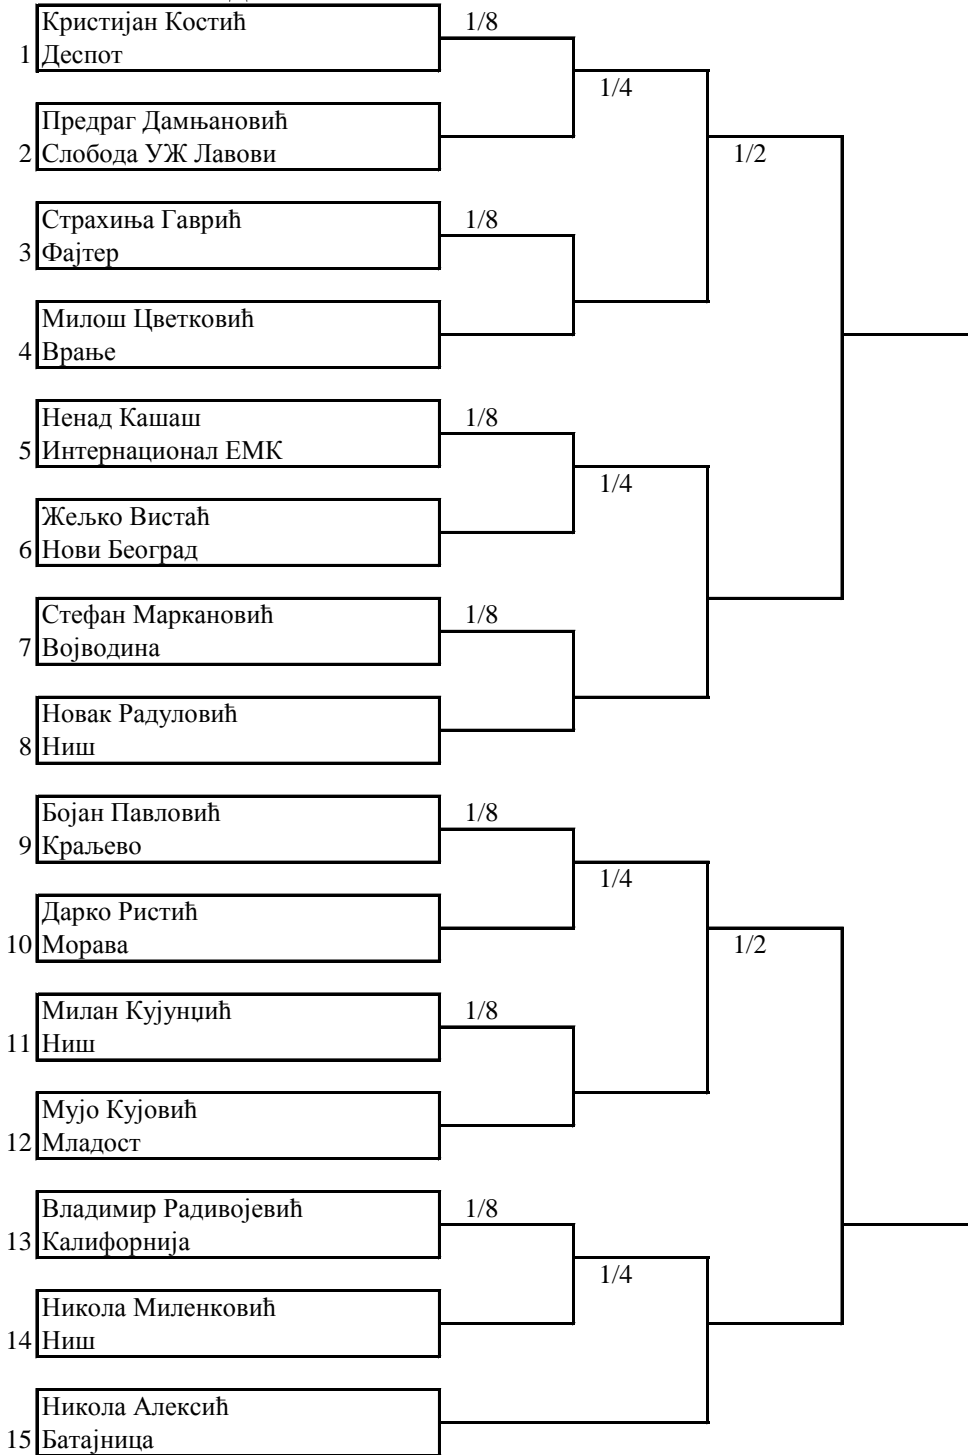 Кристијан Костић
1/8
1 Деспот
1/4
Предраг Дамњановић
2 Слобода УЖ Лавови
1/2
Страхиња Гаврић
1/8
3 Фајтер
Милош Цветковић
4 Врање
Ненад Кашаш
1/8
5 Интернационал ЕМК
1/4
Жељко Вистаћ
6 Нови Београд
Стефан Маркановић
1/8
7 Војводина
Новак Радуловић
8 Ниш
Бојан Павловић
1/8
9 Краљево
1/4
Дарко Ристић
10 Морава
1/2
Милан Кујунџић
1/8
11 Ниш
Мујо Кујовић
12 Младост
Владимир Радивојевић
1/8
13 Калифорнија
1/4
Никола Миленковић
14 Ниш
Никола Алексић
15 Батајница